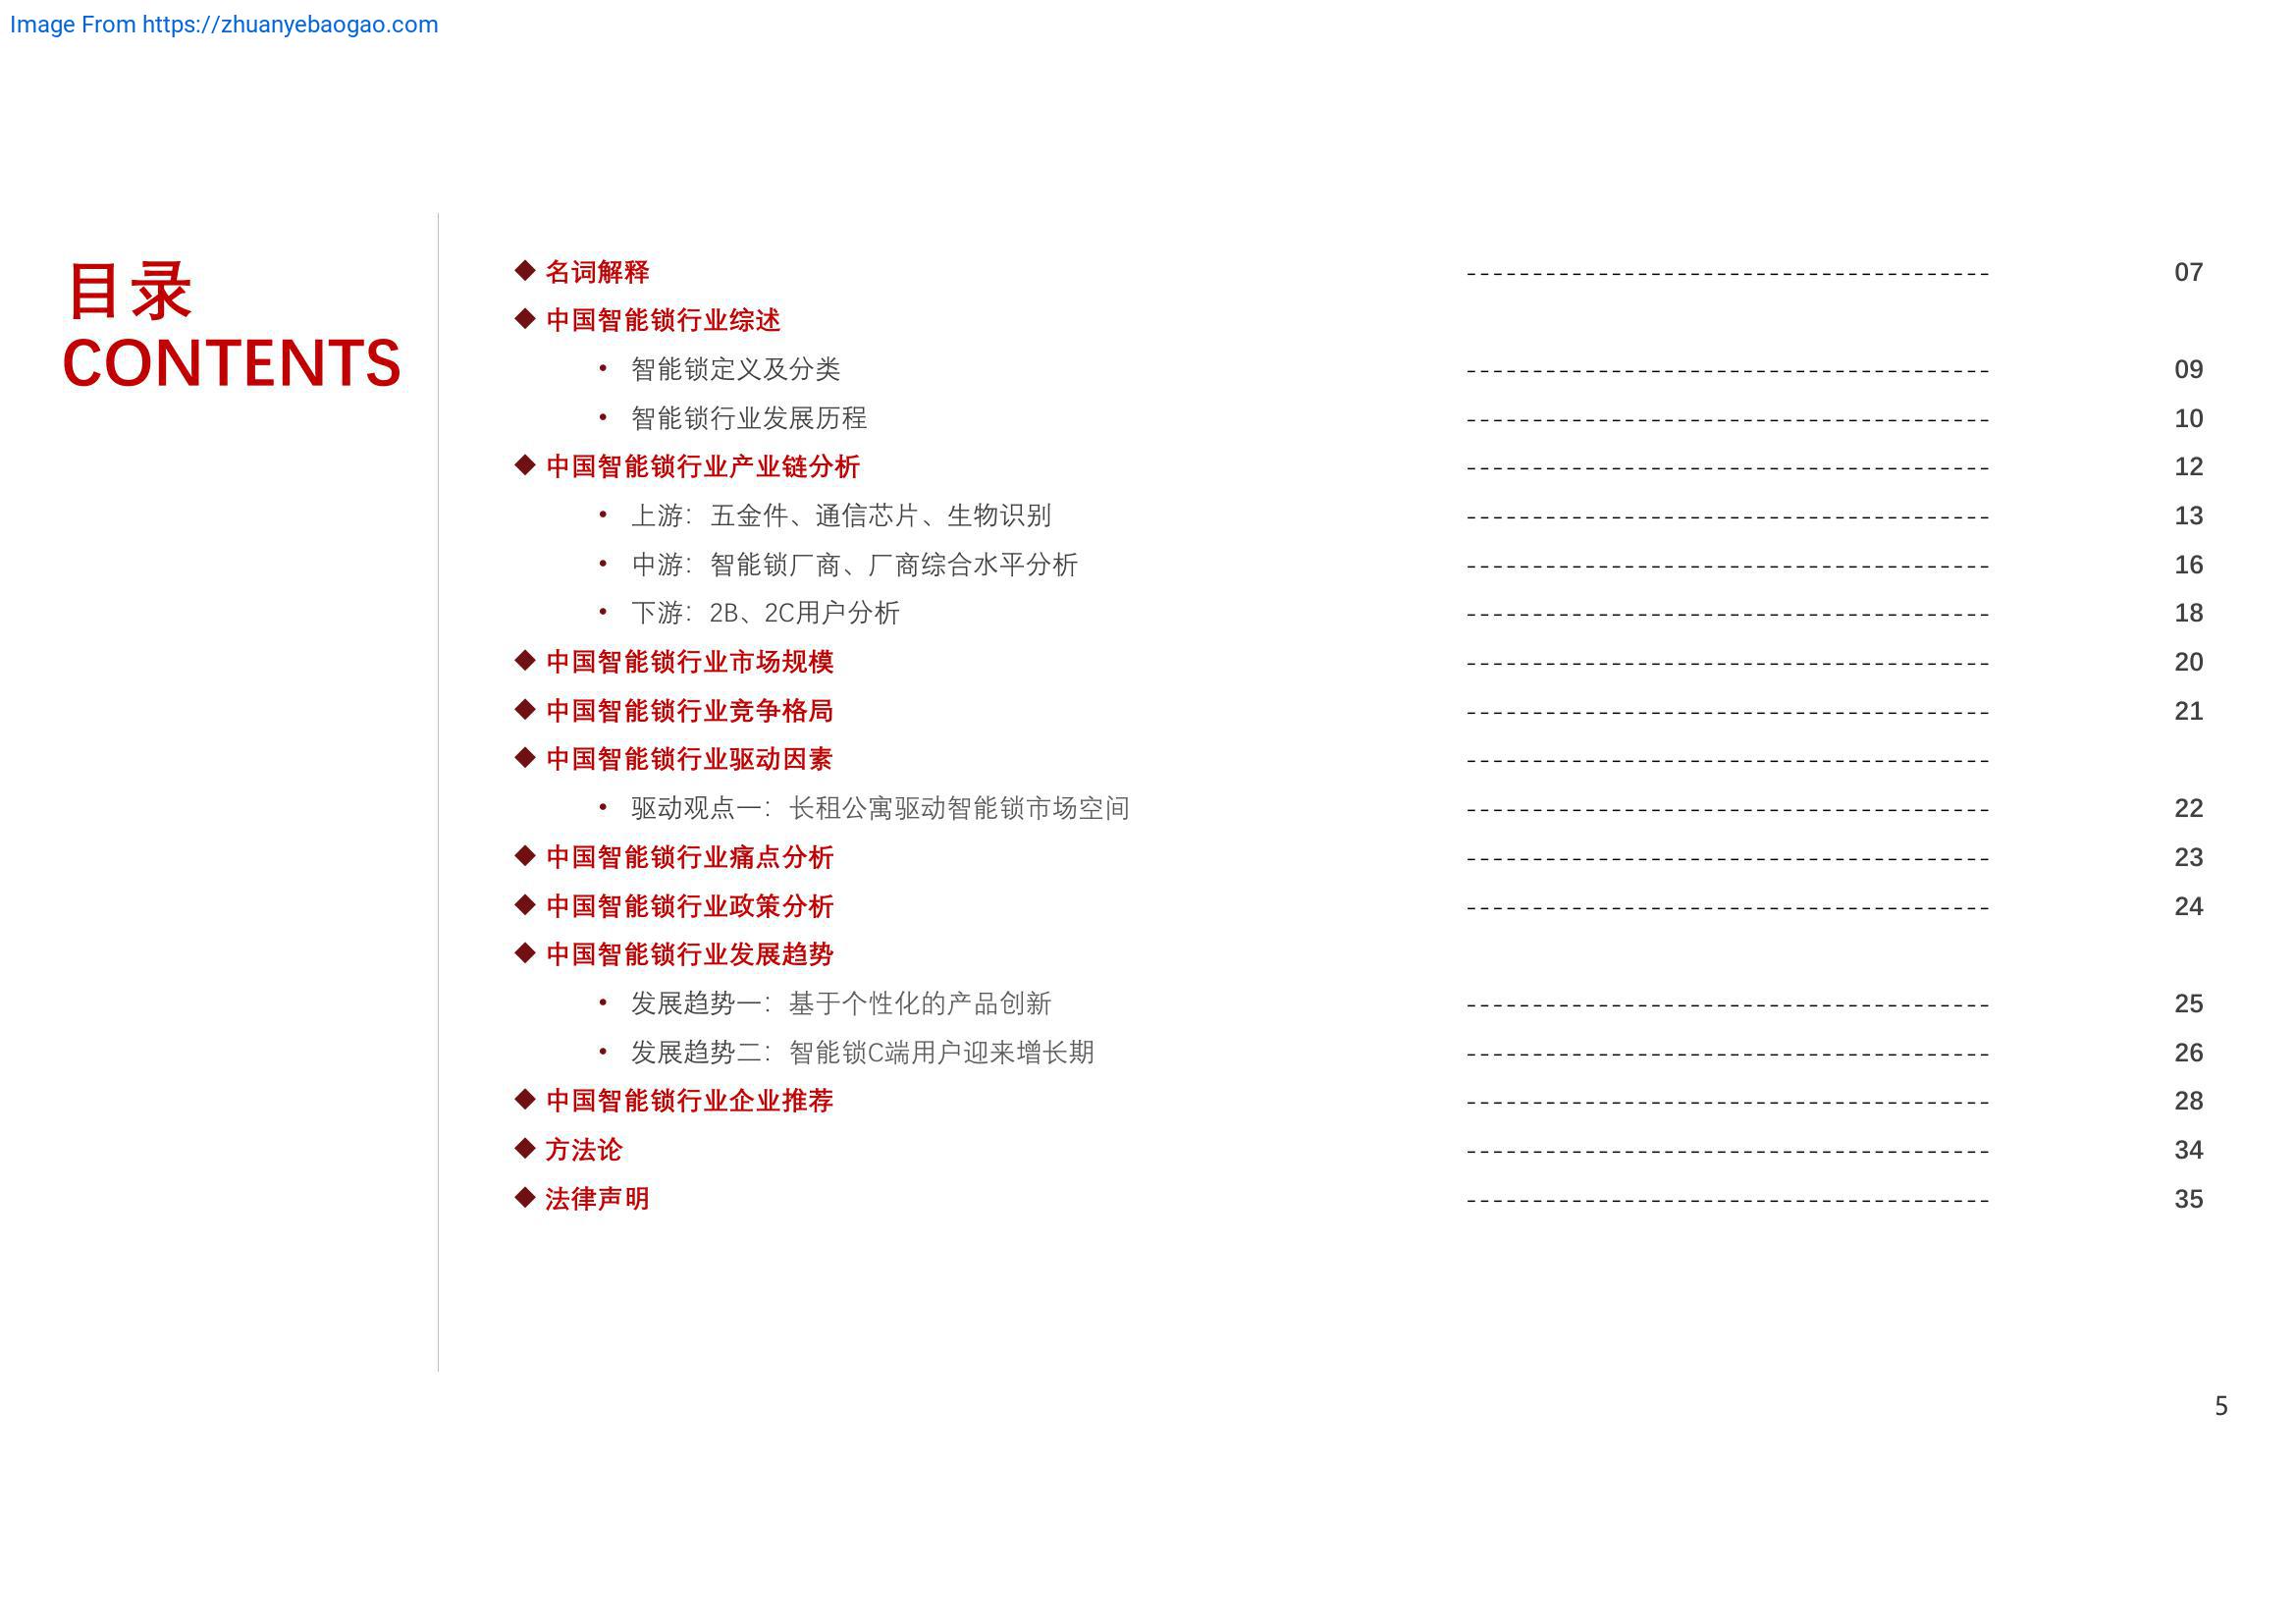 Image From https://zhuanyebaogao.com
目录
CONTENTS
◆ 名词解释 ---------------------------------------- 07
◆ 中国智能锁行业综述
• 智能锁定义及分类 ---------------------------------------- 09
• 智能锁行业发展历程 ---------------------------------------- 10
◆ 中国智能锁行业产业链分析 ---------------------------------------- 12
• 上游：五金件、通信芯片、生物识别 ---------------------------------------- 13
• 中游：智能锁厂商、厂商综合水平分析 ---------------------------------------- 16
• 下游：2B、2C用户分析 ---------------------------------------- 18
◆ 中国智能锁行业市场规模 ---------------------------------------- 20
◆ 中国智能锁行业竞争格局 ---------------------------------------- 21
◆ 中国智能锁行业驱动因素 ----------------------------------------
• 驱动观点一：长租公寓驱动智能锁市场空间 ---------------------------------------- 22
◆ 中国智能锁行业痛点分析 ---------------------------------------- 23
◆ 中国智能锁行业政策分析 ---------------------------------------- 24
◆ 中国智能锁行业发展趋势
• 发展趋势一：基于个性化的产品创新 ---------------------------------------- 25
• 发展趋势二：智能锁C端用户迎来增长期 ---------------------------------------- 26
◆ 中国智能锁行业企业推荐 ---------------------------------------- 28
◆ 方法论 ---------------------------------------- 34
◆ 法律声明 ---------------------------------------- 35
5